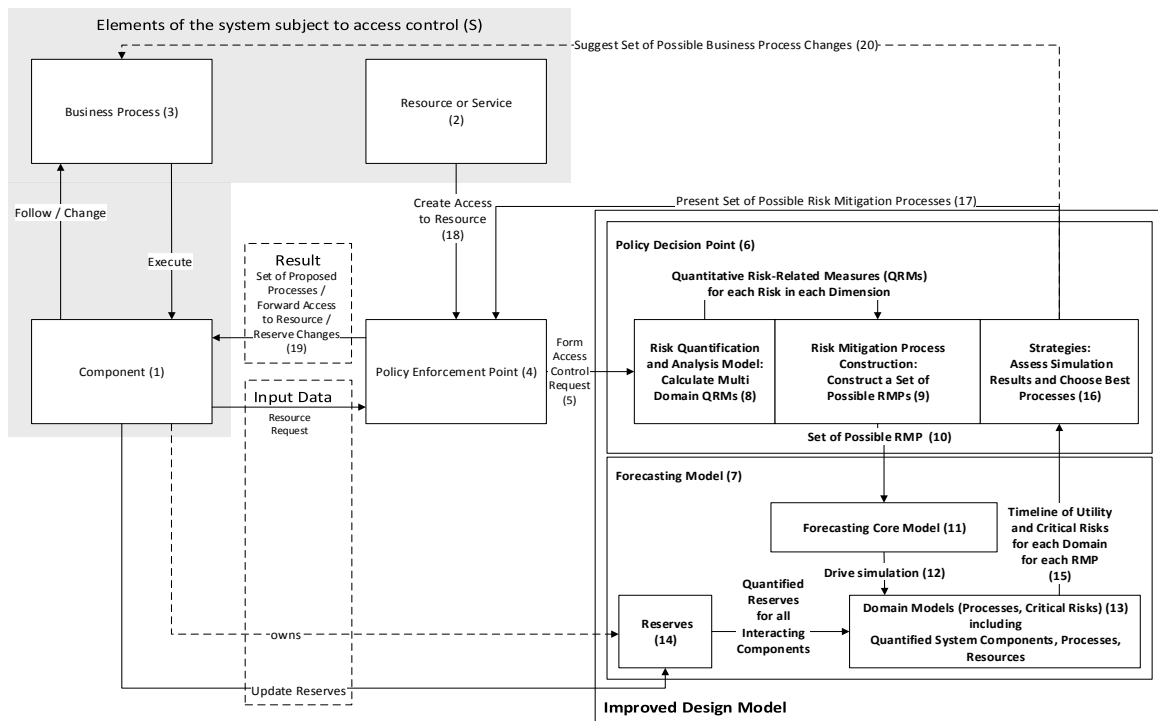 Elements of the system subject to access control (S)
Suggest Set of Possible Business Process Changes (20)
Business Process (3)
Resource or Service
(2)
Follow / Change
Execute
Create Access
to Resource
(18)
Present Set of Possible Risk Mitigation Processes (17)
Result
Set of Proposed
Processes /
Forward Access
to Resource /
Reserve Changes
(19)
Component (1)
Policy Enforcement Point (4)
Form
Access
Control
Request
(5)
Input Data
Resource
Request
Policy Decision Point (6)
Quantitative Risk-Related Measures (QRMs)
for each Risk in each Dimension
Risk Quantification
and Analysis Model:
Calculate Multi
Domain QRMs (8)
Risk Mitigation Process
Construction:
Construct a Set of
Possible RMPs (9)
Strategies:
Assess Simulation
Results and Choose Best
Processes (16)
Set of Possible RMP (10)
Forecasting Model (7)
Forecasting Core Model (11)
Timeline of Utility
and Critical Risks
for each Domain
for each RMP
(15)
Drive simulation (12)
owns
Reserves
(14)
Quantified
Reserves
for all
Interacting
Components
Domain Models (Processes, Critical Risks) (13)
including
Quantified System Components, Processes,
Resources
Update Reserves
Improved Design Model